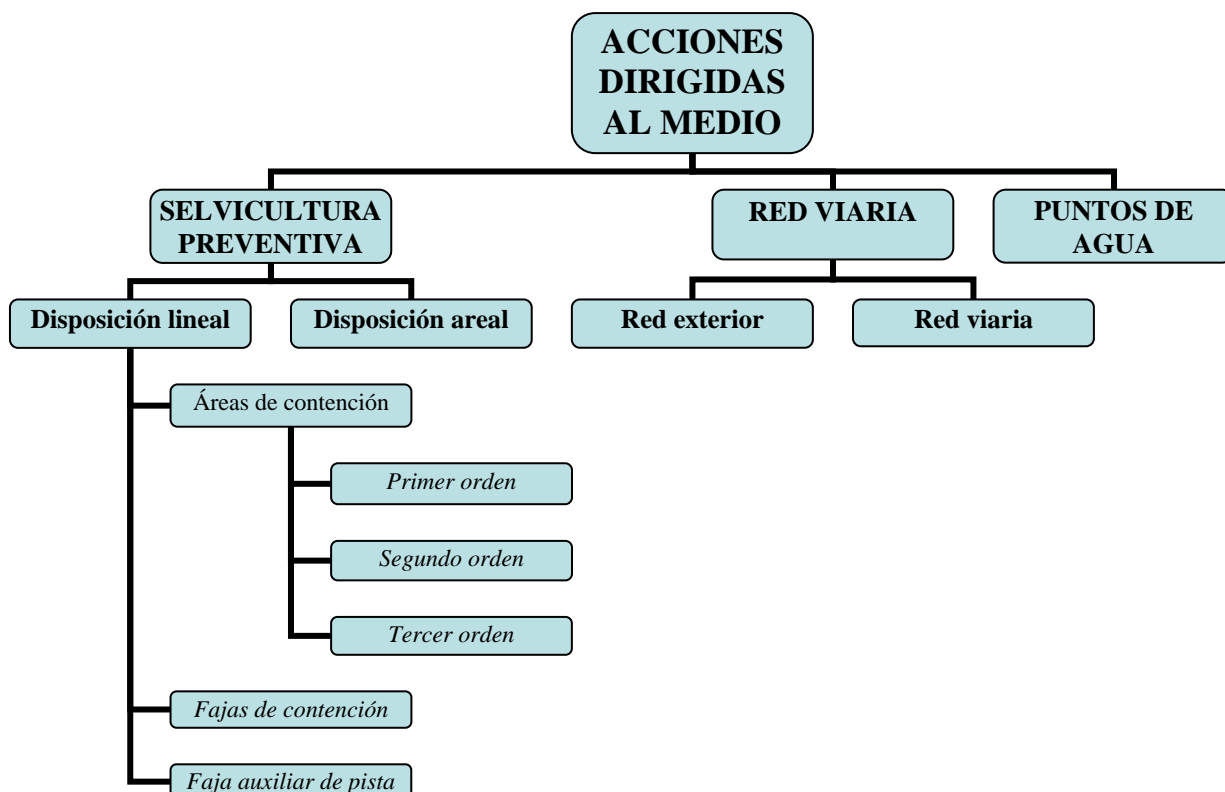 ACCIONES
DIRIGIDAS
AL MEDIO
SELVICULTURA
PREVENTIVA
RED VIARIA
PUNTOS DE
AGUA
Disposición lineal
Disposición areal
Red exterior
Red viaria
Áreas de contención
Primer orden
Segundo orden
Tercer orden
Fajas de contención
Faja auxiliar de pista